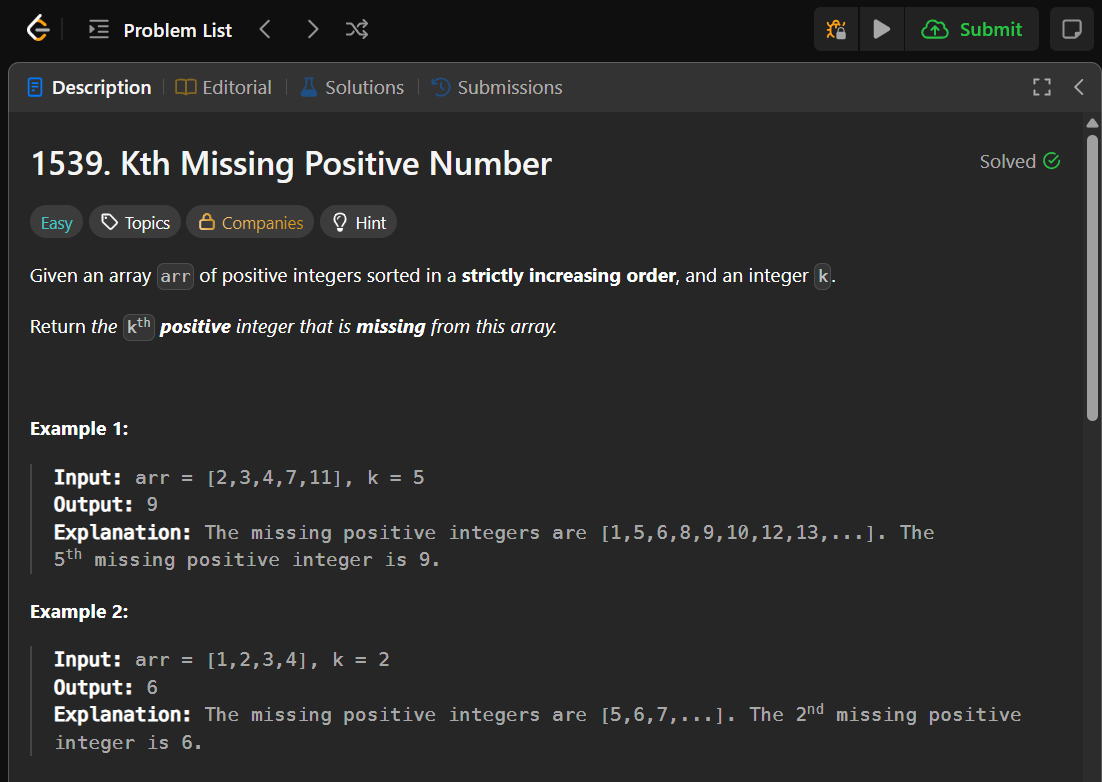 Problem List
Submit
Description
Editorial
Solutions
Submissions
1539. Kth Missing Positive Number
Solved
Easy
Topics
Companies
Hint
Given an array arr of positive integers sorted in a strictly increasing order, and an integer k.
Return the kth positive integer that is missing from this array.
Example 1:
Input: arr = [2,3,4,7,11], k = 5
Output: 9
Explanation: The missing positive integers are [1,5,6,8,9,10,12,13,...]. The
5th missing positive integer is 9.
Example 2:
Input: arr = [1,2,3,4], k = 2
Output: 6
Explanation: The missing positive integers are [5,6,7,...]. The 2nd missing positive
integer is 6.